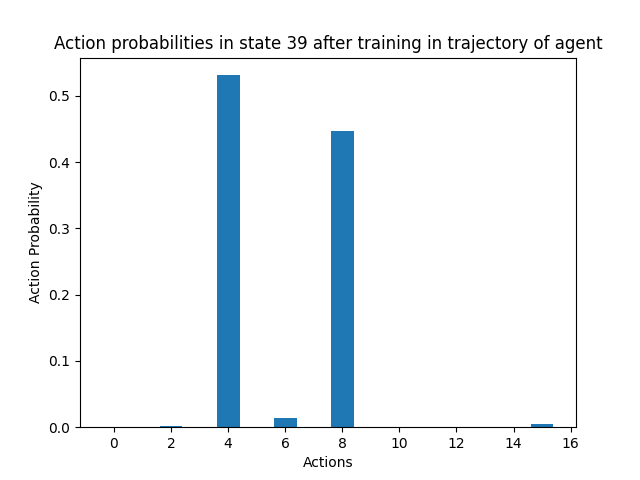 Action probabilities in state 39 after training in trajectory of agent
0.5
0.4
0.3
0.2
0.1
0.0
Action Probability
0 2 4 6 8 10 12 14 16
Actions